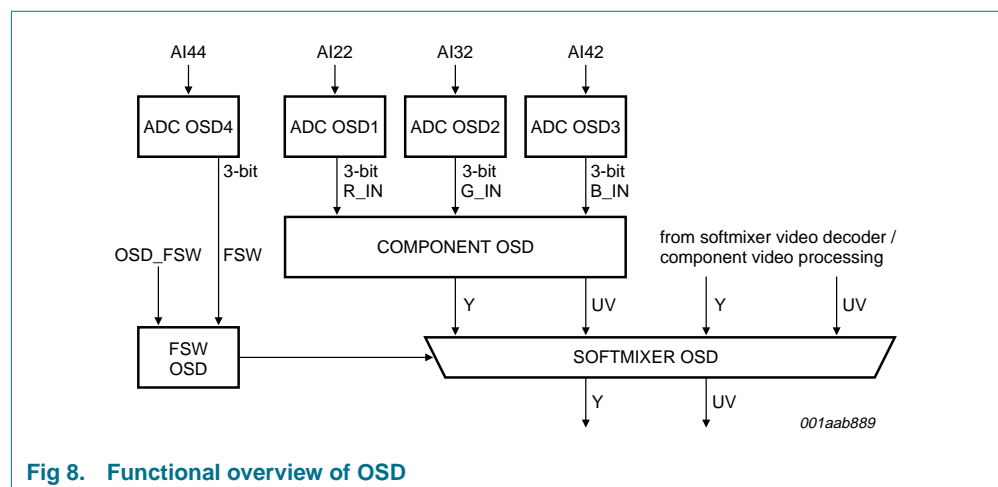 AI44 AI22 AI32 AI42
ADC OSD4 ADC OSD1 ADC OSD2 ADC OSD3
3-bit 3-bit 3-bit 3-bit
R_IN G_IN B_IN
COMPONENT OSD
from softmixer video decoder /
component video processing
OSD_FSW FSW
Y UV Y UV
FSW
OSD
SOFTMIXER OSD
Y UV
001aab889
Fig 8. Functional overview of OSD